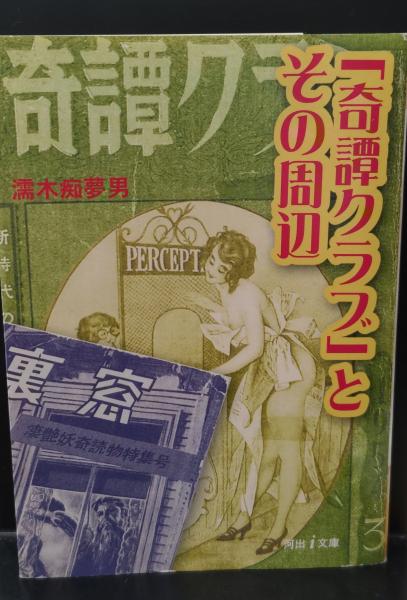 「奇譚クラブ」と
その周辺
奇譚クラ
濡木痴夢男
新時代の
PERCEPT.
裏窓
凄艶妖奇読物特集号
3
河出i文庫